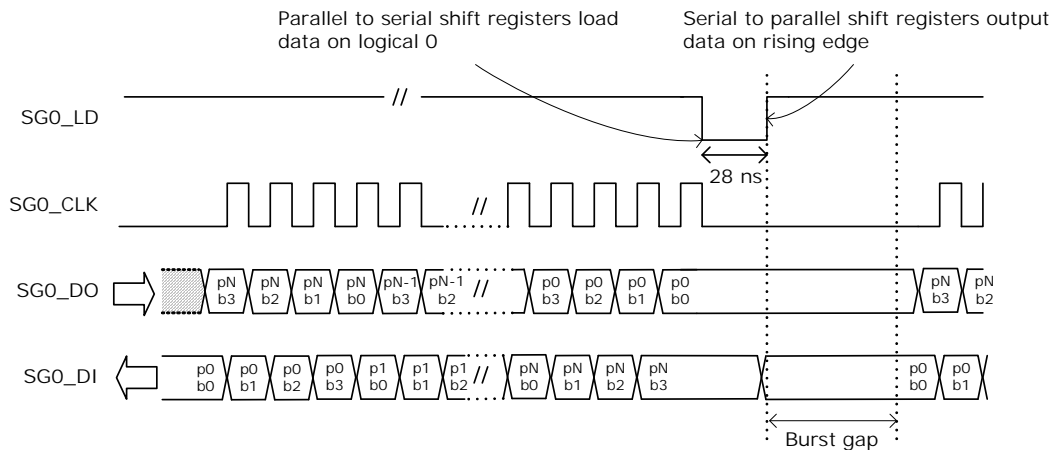 Parallel to serial shift registers load
data on logical 0
Serial to parallel shift registers output
data on rising edge
SG0_LD
//
28 ns
SG0_CLK
//
SG0_DO
pN b3 pN b2 pN b1 pN b0 pN-1 b3 pN-1 b2 // p0 b3 p0 b2 p0 b1 p0 b0 pN b3 pN b2
SG0_DI
p0 b0 p0 b1 p0 b2 p0 b3 p1 b0 p1 b1 p1 b2 // pN b0 pN b1 pN b2 pN b3 p0 b0 p0 b1
Burst gap